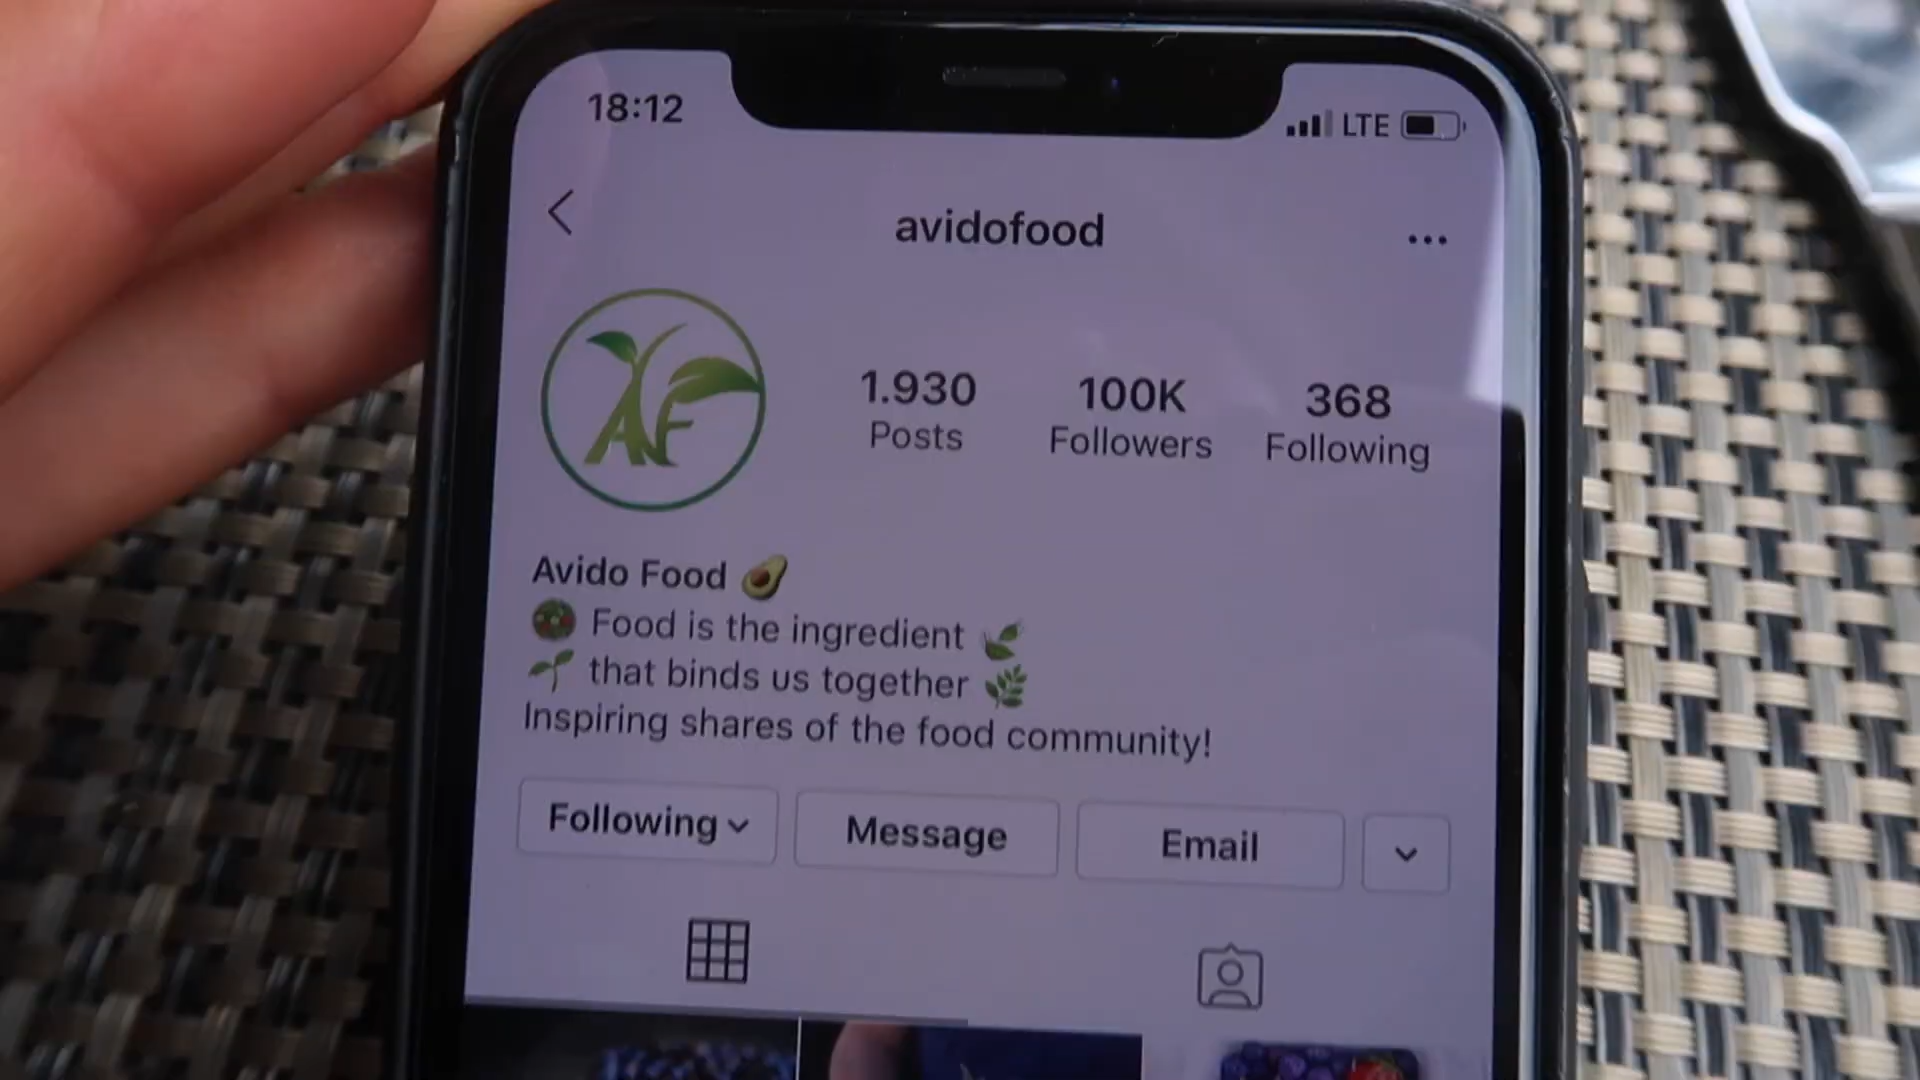 18:12
LTE
avidofood
AF
1.930
Posts
100K
Followers
368
Following
Avido Food 🥑
Food is the ingredient 🌿
🌱 that binds us together 🌿
Inspiring shares of the food community!
Following
Message
Email